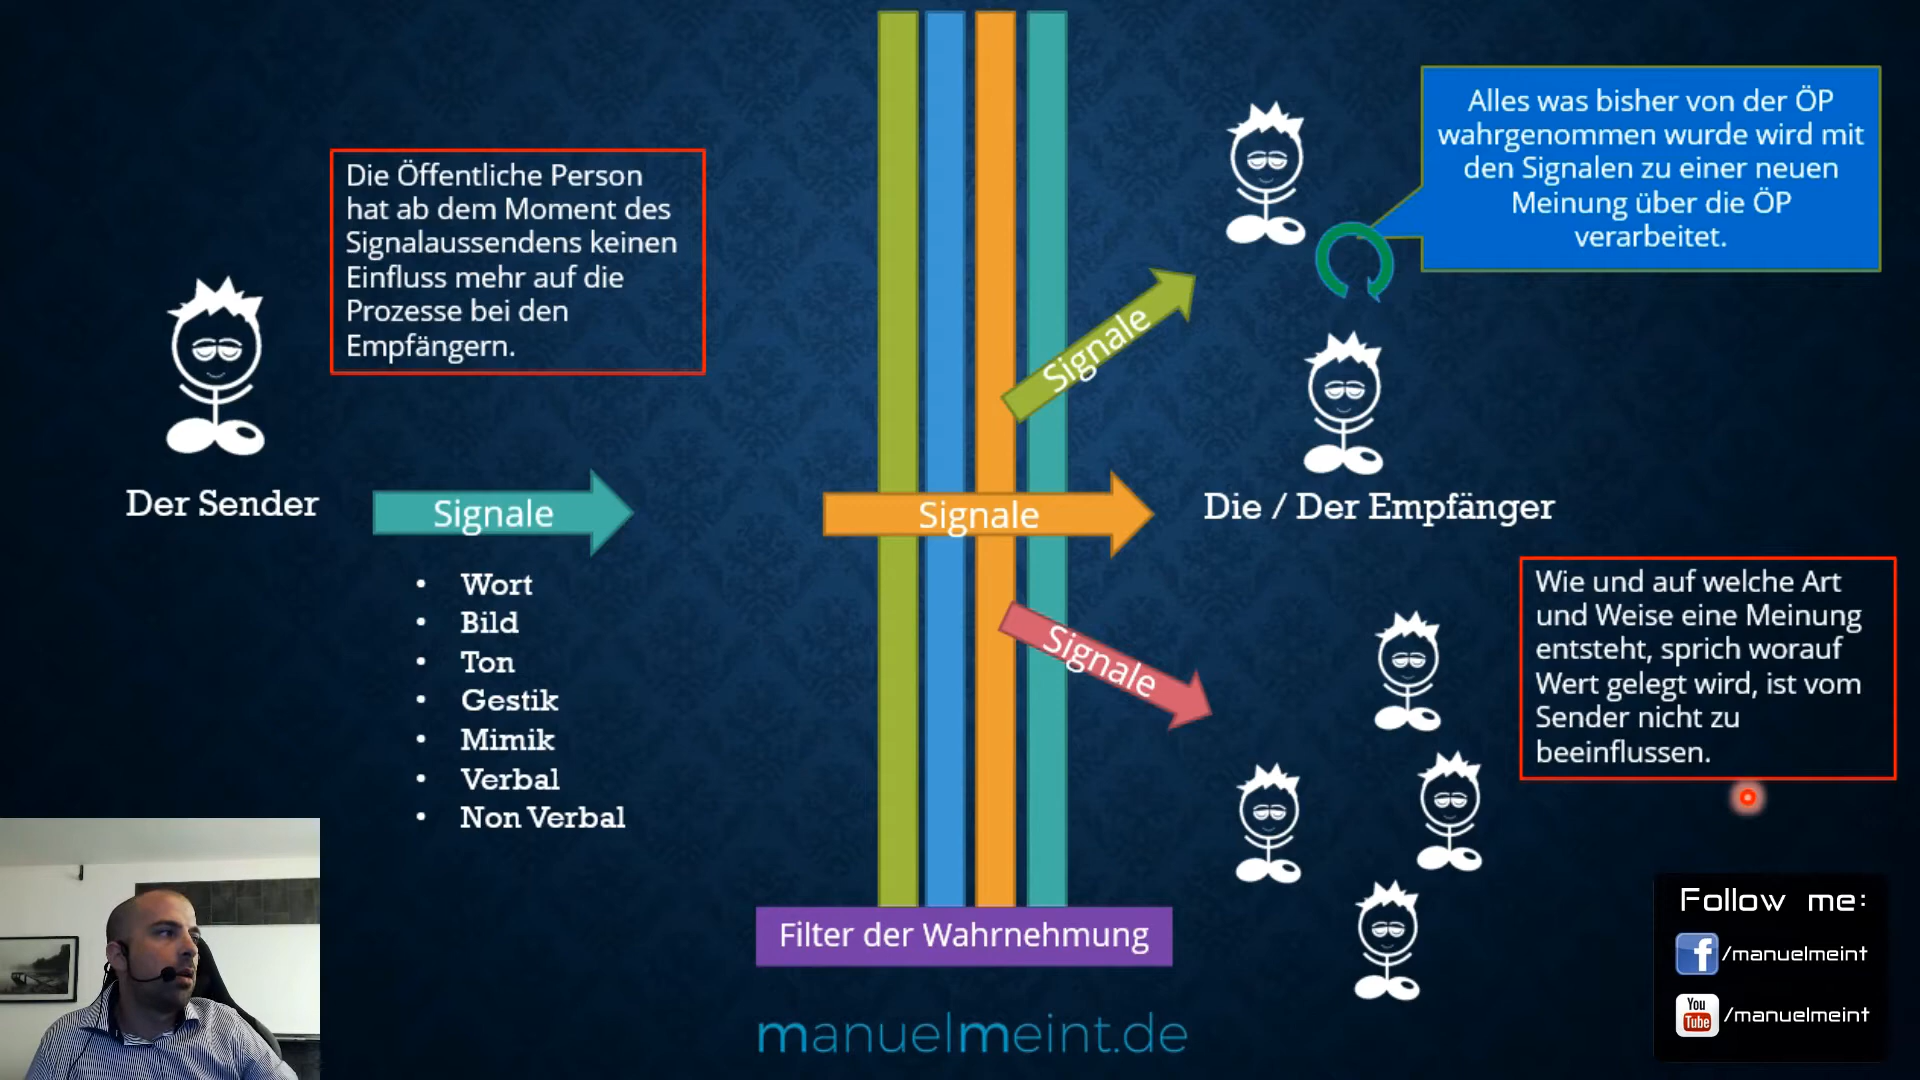 Die Öffentliche Person
hat ab dem Moment des
Signalaussendens keinen
Einfluss mehr auf die
Prozesse bei den
Empfängern.
Der Sender
Signale
• Wort
• Bild
• Ton
• Gestik
• Mimik
• Verbal
• Non Verbal
Signale
Signale
Signale
Filter der Wahrnehmung
Alles was bisher von der ÖP
wahrgenommen wurde wird mit
den Signalen zu einer neuen
Meinung über die ÖP
verarbeitet.
Die / Der Empfänger
Wie und auf welche Art
und Weise eine Meinung
entsteht, sprich worauf
Wert gelegt wird, ist vom
Sender nicht zu
beeinflussen.
manuelmeint.de
Follow me:
f /manuelmeint
You
Tube /manuelmeint